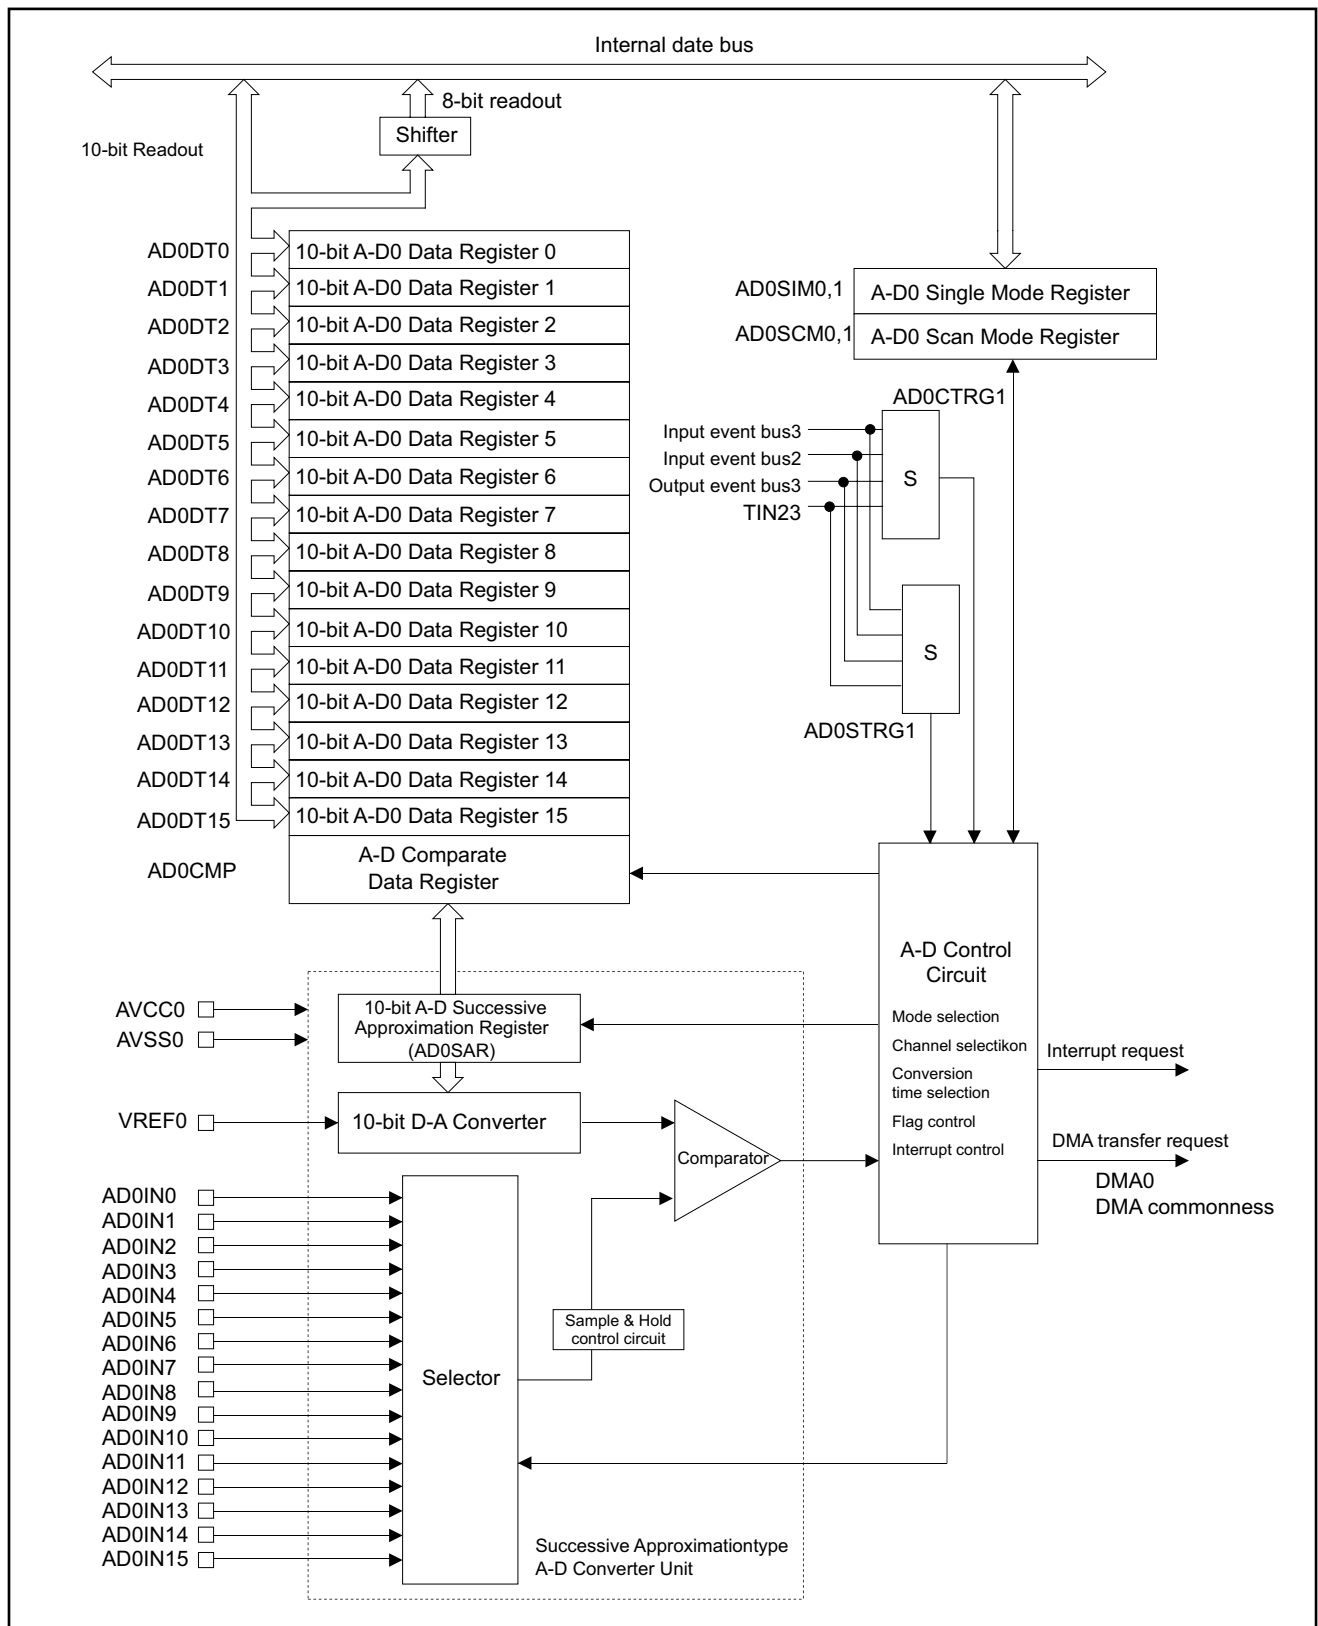 Internal date bus
8-bit readout
Shifter
10-bit Readout
AD0DT0
10-bit A-D0 Data Register 0
AD0DT1
10-bit A-D0 Data Register 1
AD0DT2
10-bit A-D0 Data Register 2
AD0DT3
10-bit A-D0 Data Register 3
AD0DT4
10-bit A-D0 Data Register 4
AD0DT5
10-bit A-D0 Data Register 5
AD0DT6
10-bit A-D0 Data Register 6
AD0DT7
10-bit A-D0 Data Register 7
AD0DT8
10-bit A-D0 Data Register 8
AD0DT9
10-bit A-D0 Data Register 9
AD0DT10
10-bit A-D0 Data Register 10
AD0DT11
10-bit A-D0 Data Register 11
AD0DT12
10-bit A-D0 Data Register 12
AD0DT13
10-bit A-D0 Data Register 13
AD0DT14
10-bit A-D0 Data Register 14
AD0DT15
10-bit A-D0 Data Register 15
AD0CMP
A-D Comparate
Data Register
AD0SIM0,1
A-D0 Single Mode Register
AD0SCM0,1
A-D0 Scan Mode Register
AD0CTRG1
Input event bus3
Input event bus2
Output event bus3
TIN23
S
S
AD0STRG1
A-D Control
Circuit
Mode selection
Channel selectikon
Conversion
time selection
Flag control
Interrupt control
Interrupt request
DMA transfer request
DMA0
DMA commonness
AVCC0
AVSS0
10-bit A-D Successive
Approximation Register
(AD0SAR)
VREF0
10-bit D-A Converter
Comparator
AD0IN0
AD0IN1
AD0IN2
AD0IN3
AD0IN4
AD0IN5
AD0IN6
AD0IN7
AD0IN8
AD0IN9
AD0IN10
AD0IN11
AD0IN12
AD0IN13
AD0IN14
AD0IN15
Selector
Sample & Hold
control circuit
Successive Approximationtype
A-D Converter Unit